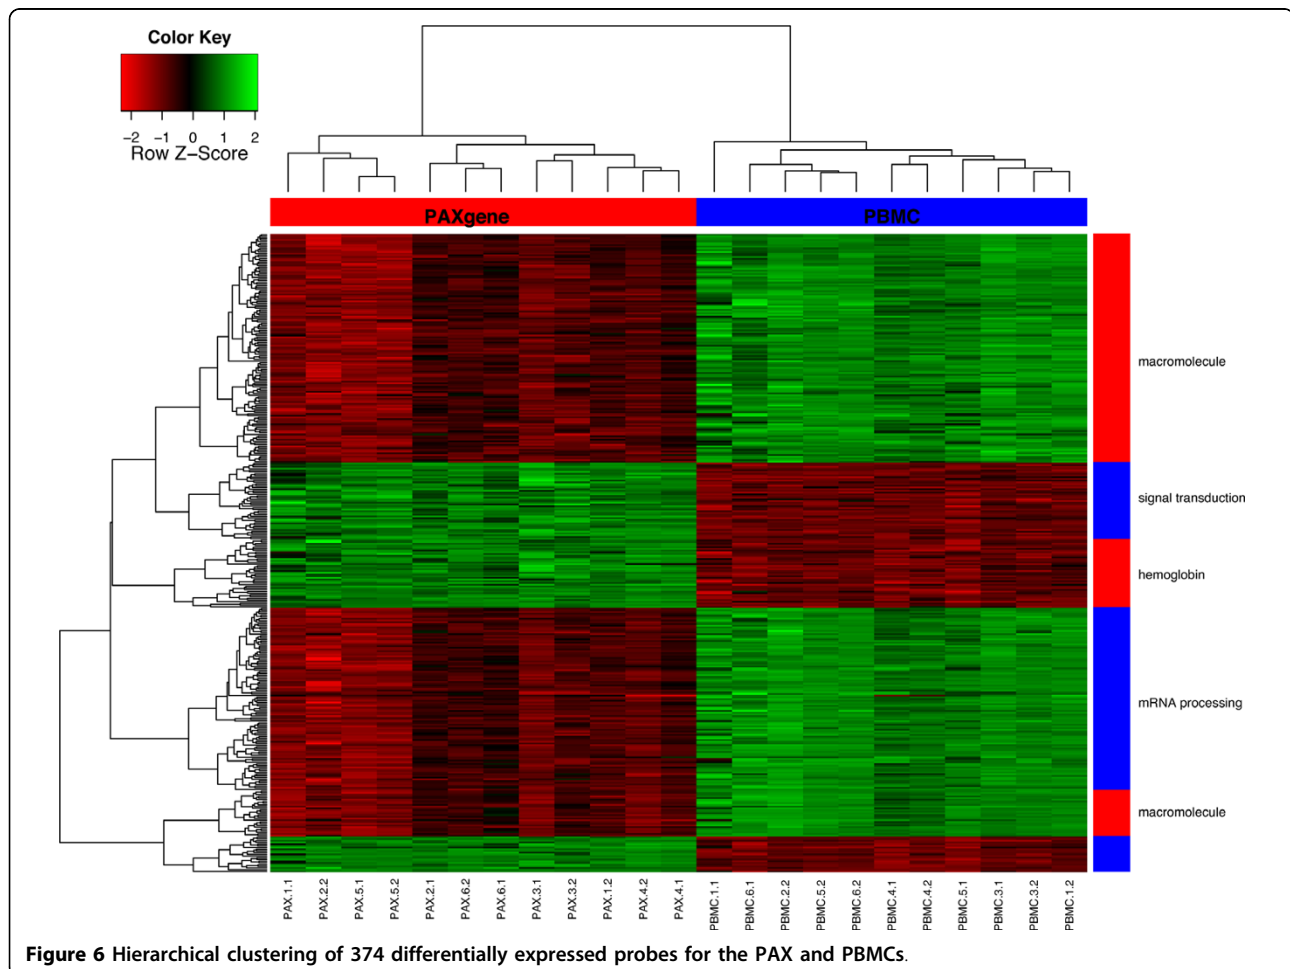 Color Key
−2 −1 0 1 2
Row Z−Score
PAXgene PBMC
macromolecule
signal transduction
hemoglobin
mRNA processing
macromolecule
PAX.1.1 PAX.2.2 PAX.5.1 PAX.5.2 PAX.2.1 PAX.6.2 PAX.6.1 PAX.3.1 PAX.3.2 PAX.1.2 PAX.4.2 PAX.4.1 PBMC.1.1 PBMC.6.1 PBMC.2.2 PBMC.5.2 PBMC.6.2 PBMC.4.1 PBMC.4.2 PBMC.5.1 PBMC.3.1 PBMC.3.2 PBMC.1.2
Figure 6 Hierarchical clustering of 374 differentially expressed probes for the PAX and PBMCs.